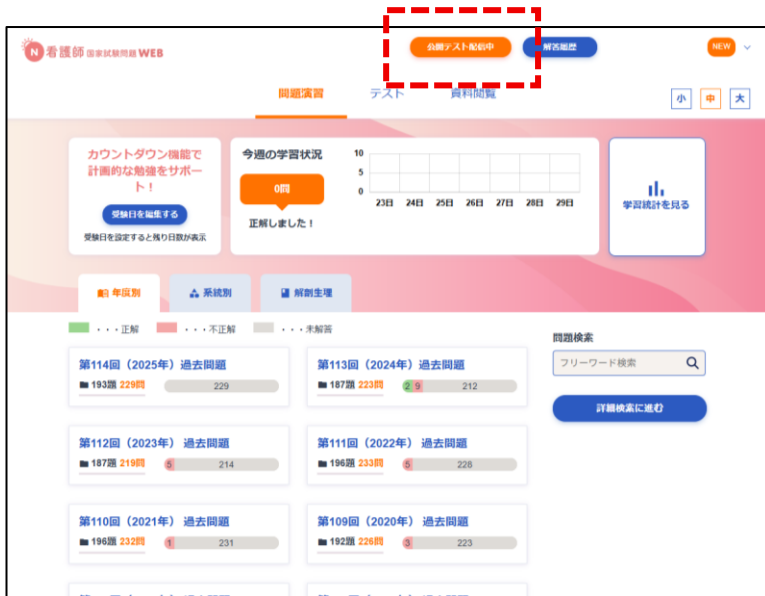 N 看護師 国家試験問題 WEB
公開テスト配信中
解答履歴
NEW
問題演習 テスト 資料閲覧
小 中 大
カウントダウン機能で
計画的な勉強をサポー
ト！
受験日を編集する
受験日を設定すると残り日数が表示
今週の学習状況
0問
正解しました！
10
5
0
23日 24日 25日 26日 27日 28日 29日
学習統計を見る
年度別 系統別 解剖生理
・・・正解 ・・・不正解 ・・・未解答
第114回（2025年）過去問題
193題 229問 229
第113回（2024年）過去問題
187題 223問 2 9 212
第112回（2023年）過去問題
187題 219問 5 214
第111回（2022年）過去問題
196題 233問 5 228
第110回（2021年）過去問題
196題 232問 1 231
第109回（2020年）過去問題
192題 226問 3 223
問題検索
フリーワード検索
詳細検索に進む